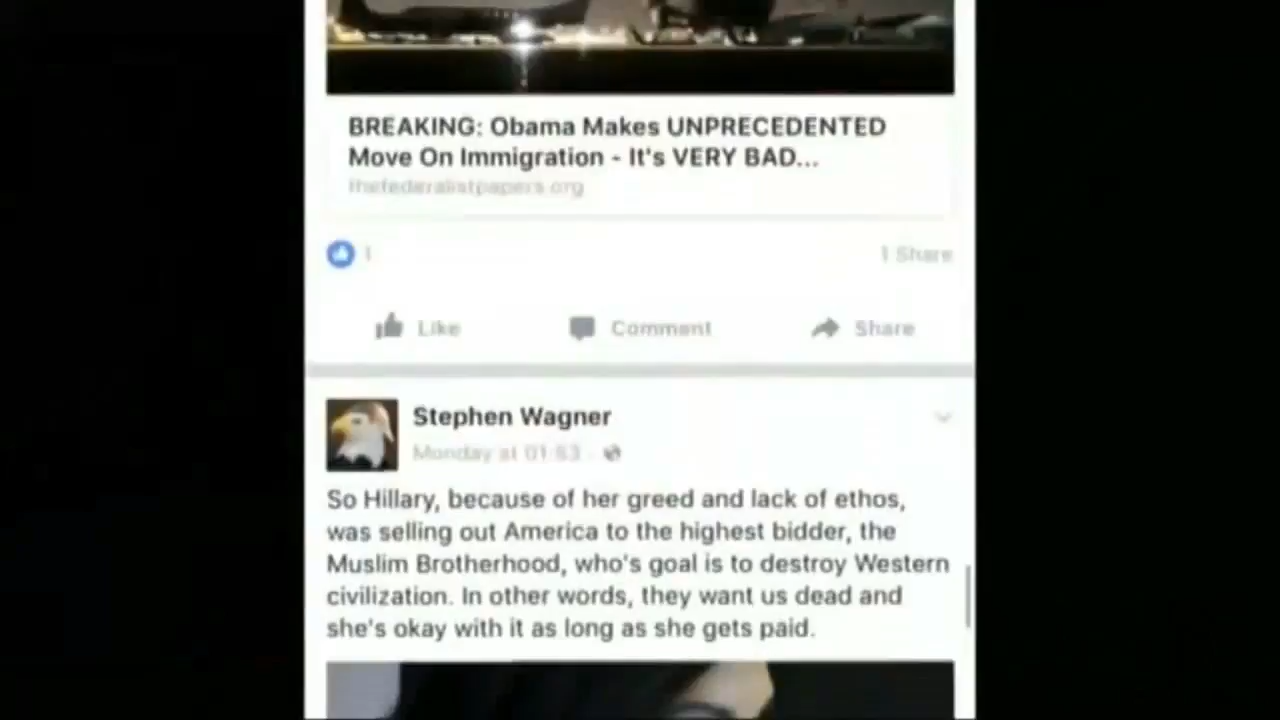 BREAKING: Obama Makes UNPRECEDENTED
Move On Immigration - It's VERY BAD...
thefederalistpapers.org
1
1 Share
Like
Comment
Share
Stephen Wagner
Monday at 01:53
So Hillary, because of her greed and lack of ethos,
was selling out America to the highest bidder, the
Muslim Brotherhood, who's goal is to destroy Western
civilization. In other words, they want us dead and
she's okay with it as long as she gets paid.